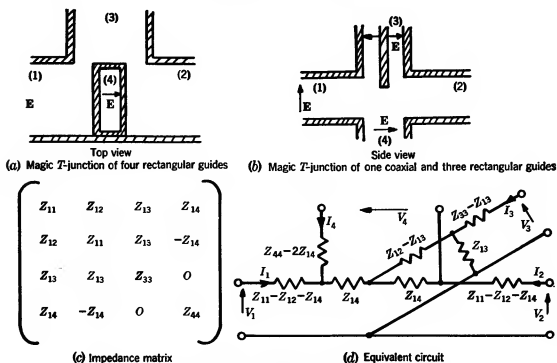 (3)
(1)
(4)
(2)
E
E
Top view
(a) Magic T-junction of four rectangular guides
(3)
E
(1)
(2)
E
E
(4)
Side view
(b) Magic T-junction of one coaxial and three rectangular guides
Z11 Z12 Z13 Z14
Z12 Z11 Z13 −Z14
Z13 Z13 Z33 O
Z14 −Z14 O Z44
(c) Impedance matrix
I4
V4
Z33−Z13
I3
V3
Z44−2Z14
Z12−Z13
Z13
I1
Z11−Z12−Z14
Z14
Z14
Z11−Z12−Z14
I2
V1
V2
(d) Equivalent circuit